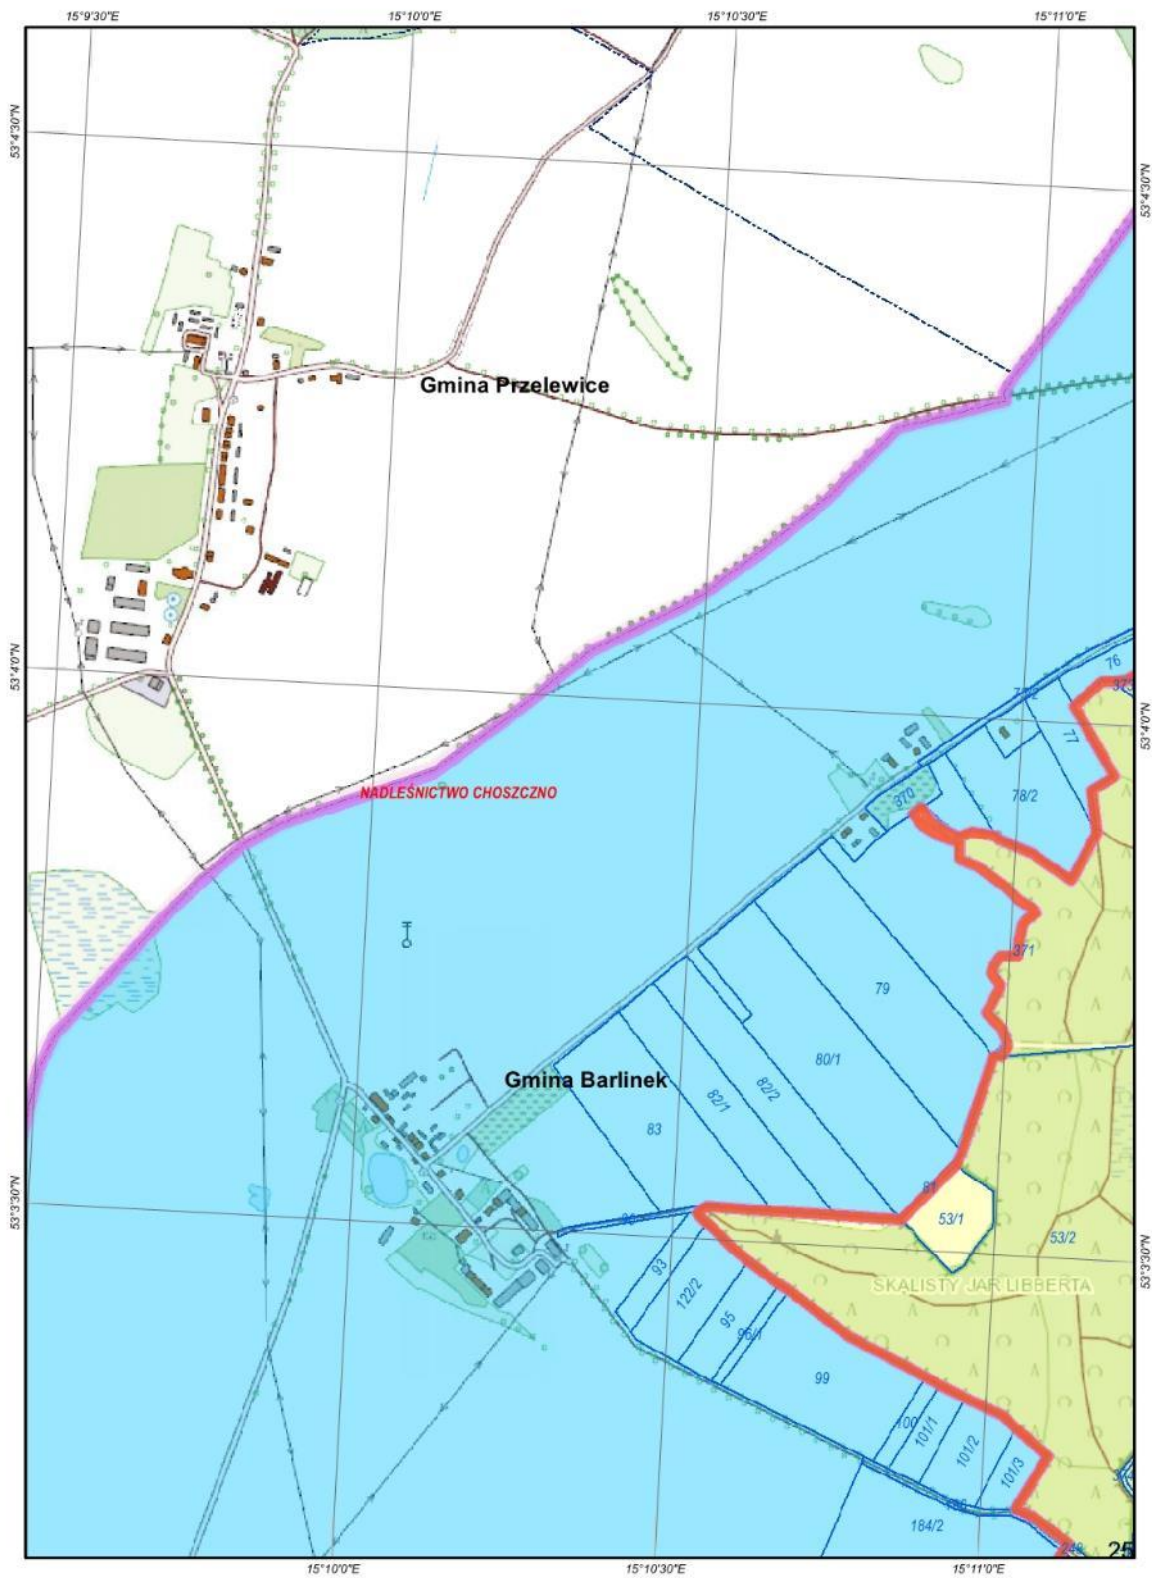 15°9'30"E 15°10'0"E 15°10'30"E 15°11'0"E
53°4'30"N
53°4'30"N
Gmina Przelewice
53°4'0"N
76
373
53°4'0"N
77
NADLEŚNICTWO CHOSZCZNO
370
78/2
371
79
80/1
Gmina Barlinek
82/2
82/1
83
53°3'30"N
81
53/1
53/2
53°3'30"N
93
SKALISTY JAR LIBBERTA
122/2
95
96/1
99
100
101/1
101/2
101/3
184/2
249
25
15°10'0"E 15°10'30"E 15°11'0"E